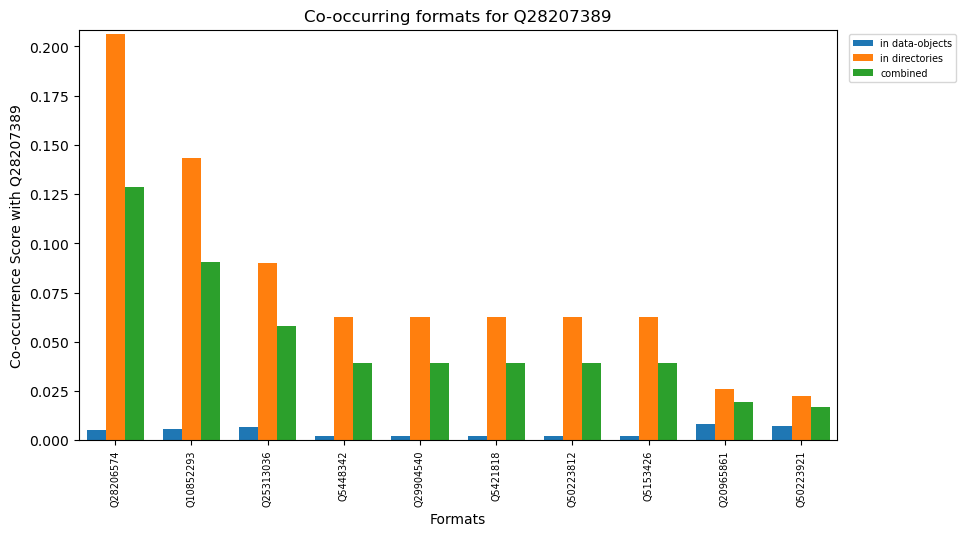 Co-occurring formats for Q28207389
in data-objects
in directories
combined
Co-occurrence Score with Q28207389
0.200
0.175
0.150
0.125
0.100
0.075
0.050
0.025
0.000
Q28206574
Q10852293
Q25313036
Q5448342
Q29904540
Q5421818
Q50223812
Q5153426
Q20965861
Q50223921
Formats